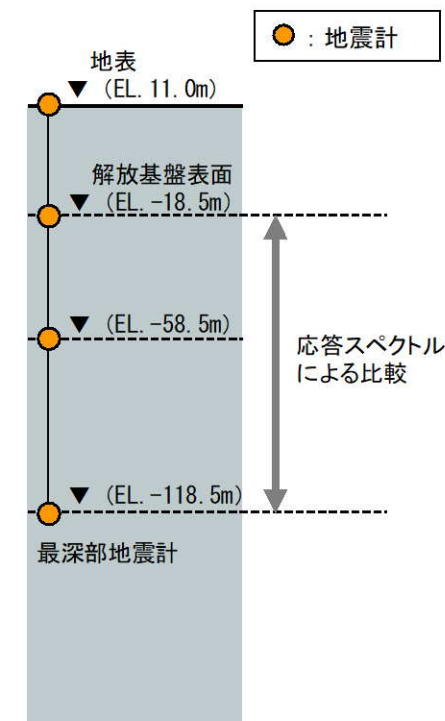 ：地震計
地表
▼ (EL. 11.0m)
解放基盤表面
▼ (EL. -18.5m)
▼ (EL. -58.5m)
応答スペクトル
による比較
▼ (EL. -118.5m)
最深部地震計